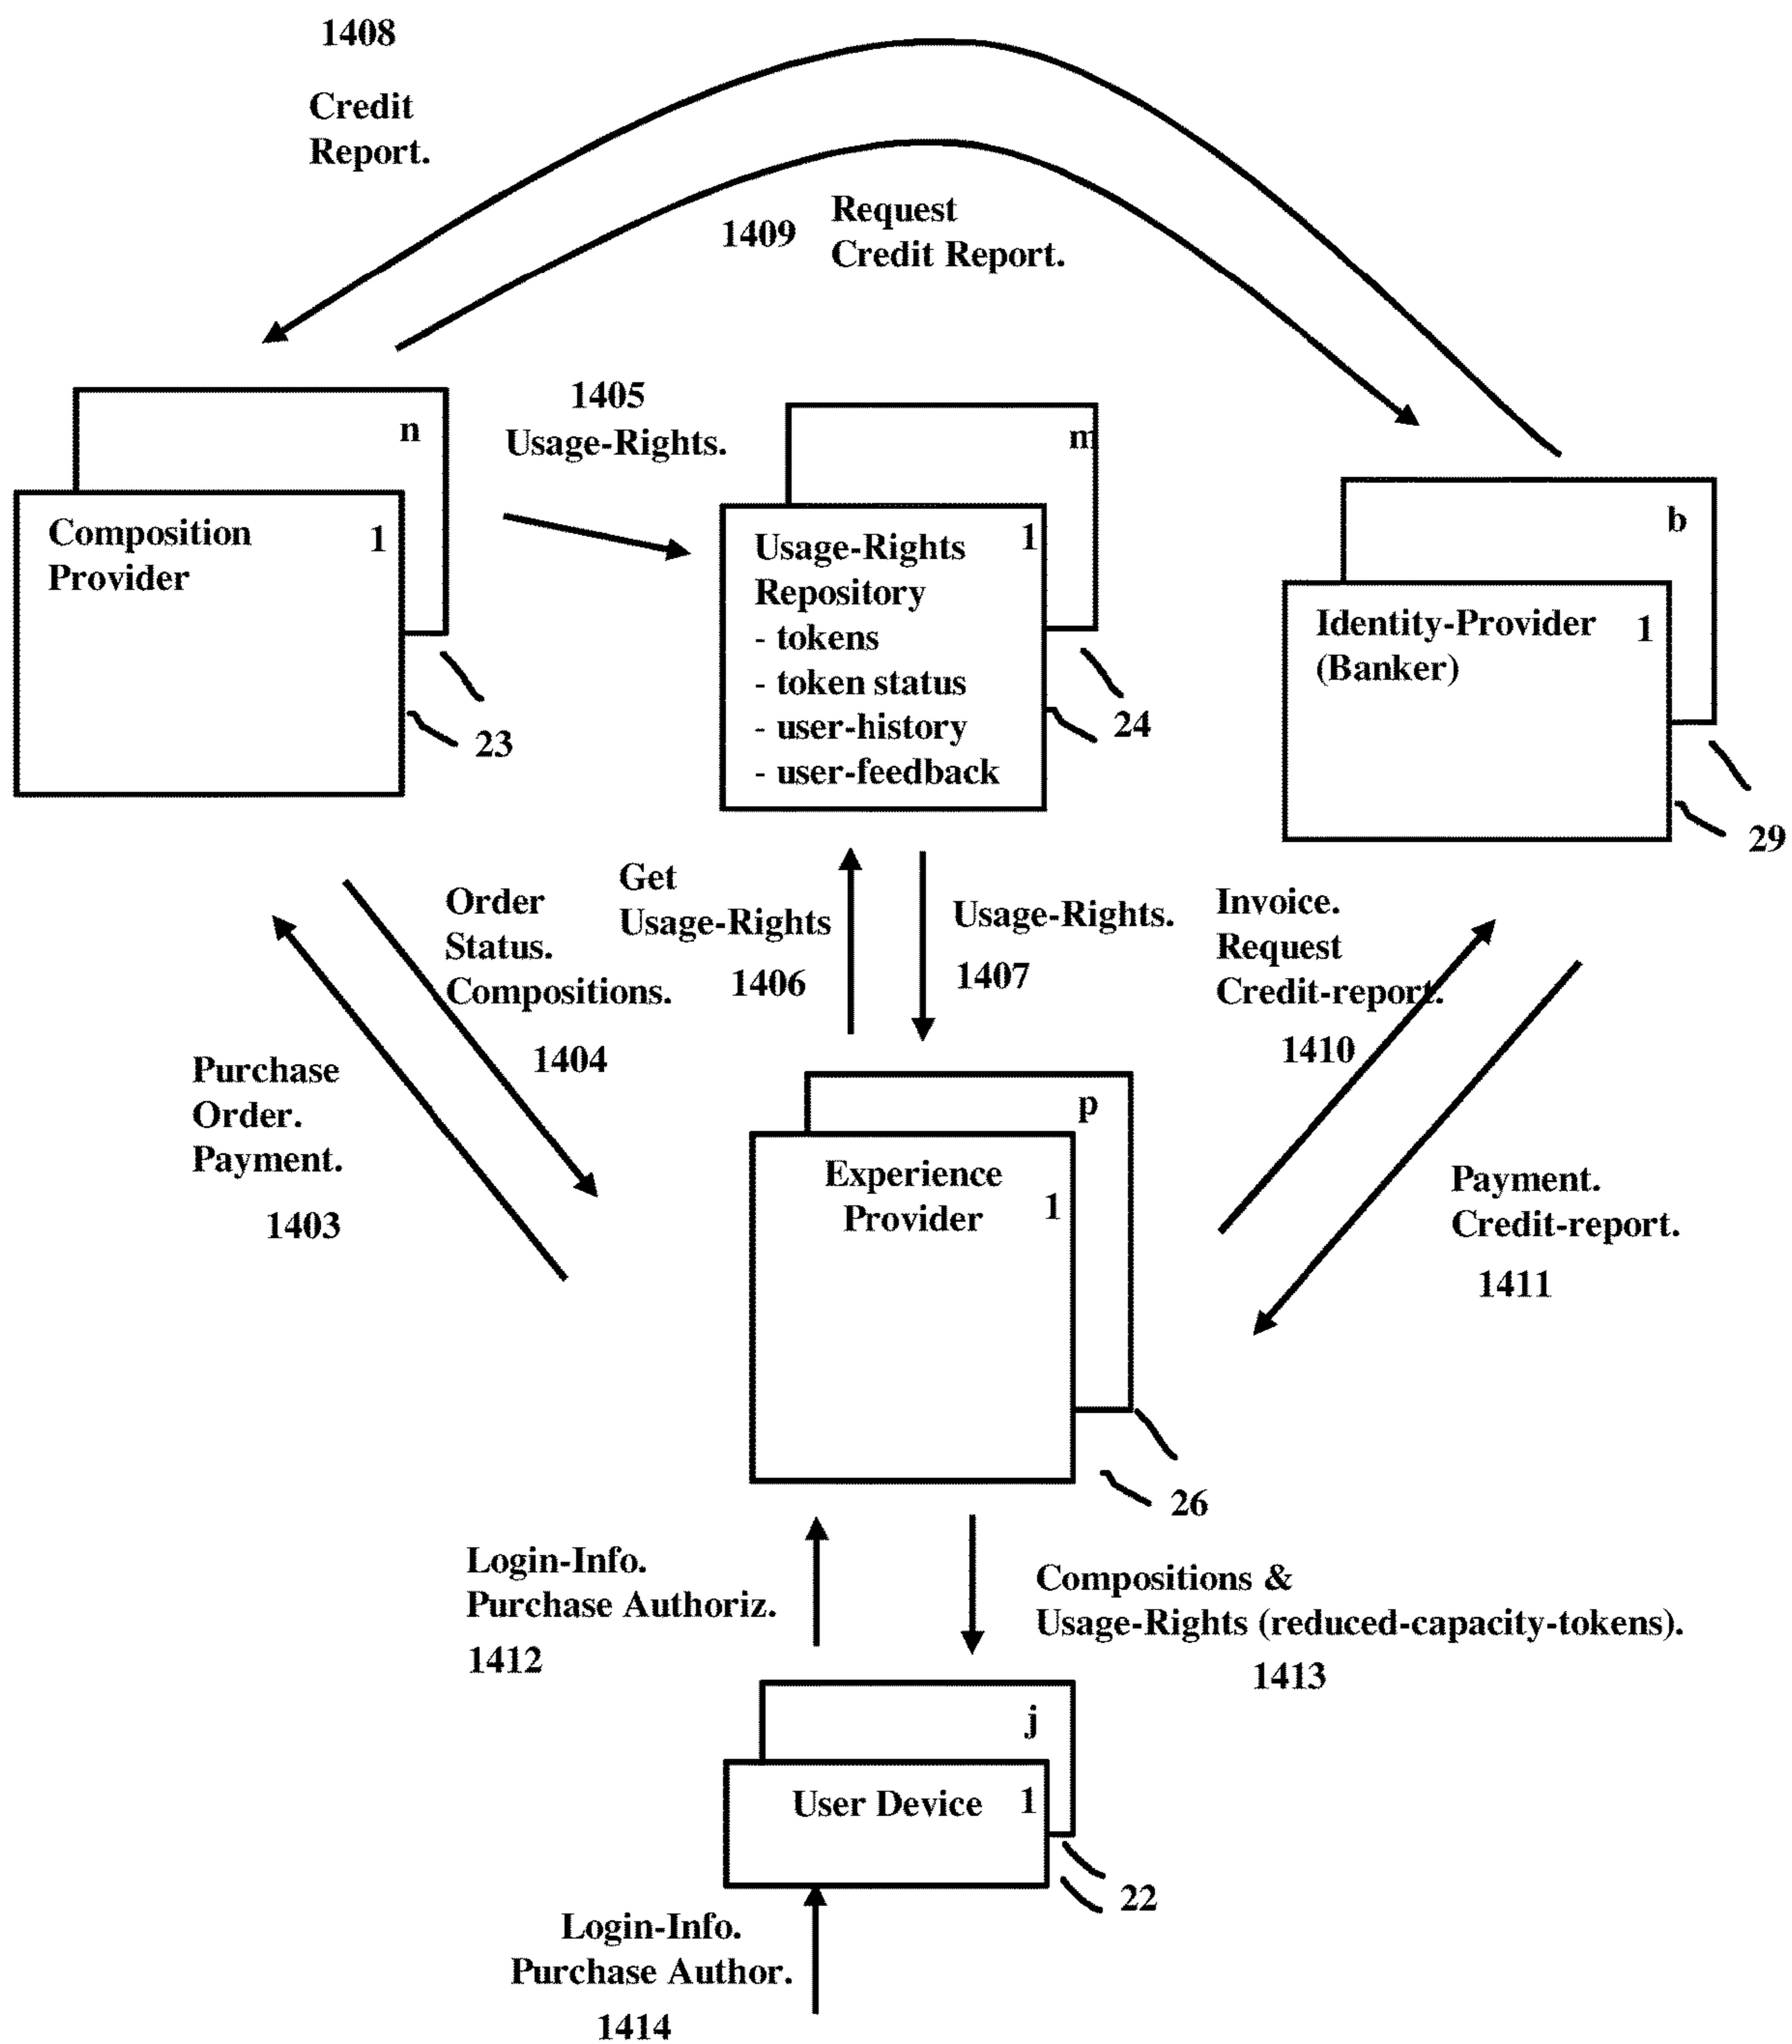 1408
Credit
Report.
1409
Request
Credit Report.
n
Composition
Provider
1
23
1405
Usage-Rights.
m
Usage-Rights
Repository
- tokens
- token status
- user-history
- user-feedback
1
24
b
Identity-Provider
(Banker)
1
29
Purchase
Order.
Payment.
1403
Order
Status.
Compositions.
1404
Get
Usage-Rights
1406
Usage-Rights.
1407
Invoice.
Request
Credit-report.
1410
Payment.
Credit-report.
1411
p
Experience
Provider
1
26
Login-Info.
Purchase Authoriz.
1412
Compositions &
Usage-Rights (reduced-capacity-tokens).
1413
j
User Device
1
22
Login-Info.
Purchase Author.
1414